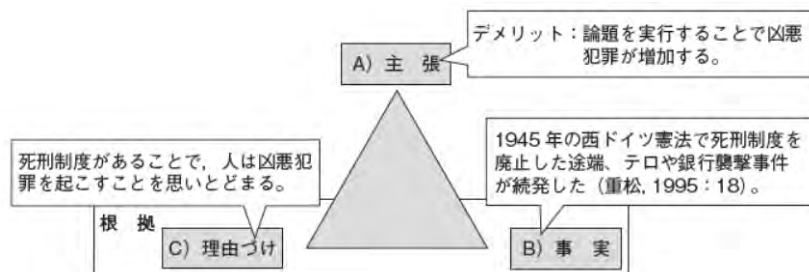 デメリット：論題を実行することで凶悪
犯罪が増加する。
A）主　張
死刑制度があることで，人は凶悪犯
罪を起こすことを思いとどまる。
1945年の西ドイツ憲法で死刑制度を
廃止した途端、テロや銀行襲撃事件
が続発した（重松, 1995：18）。
根　拠
C）理由づけ
B）事　実